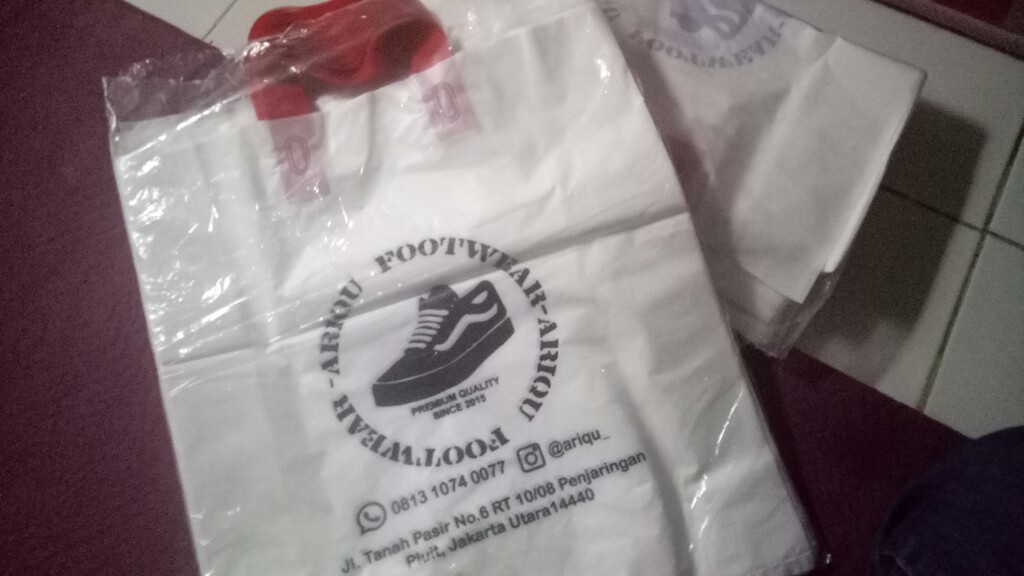 ARIQU FOOTWEAR-ARIQU FOOTWEAR-
PREMIUM QUALITY
SINCE 2015
0813 1074 0077 @ariqu_
Jl. Tanah Pasir No.6 RT 10/08 Penjaringan
Pluit, Jakarta Utara14440
FOOTWEAR